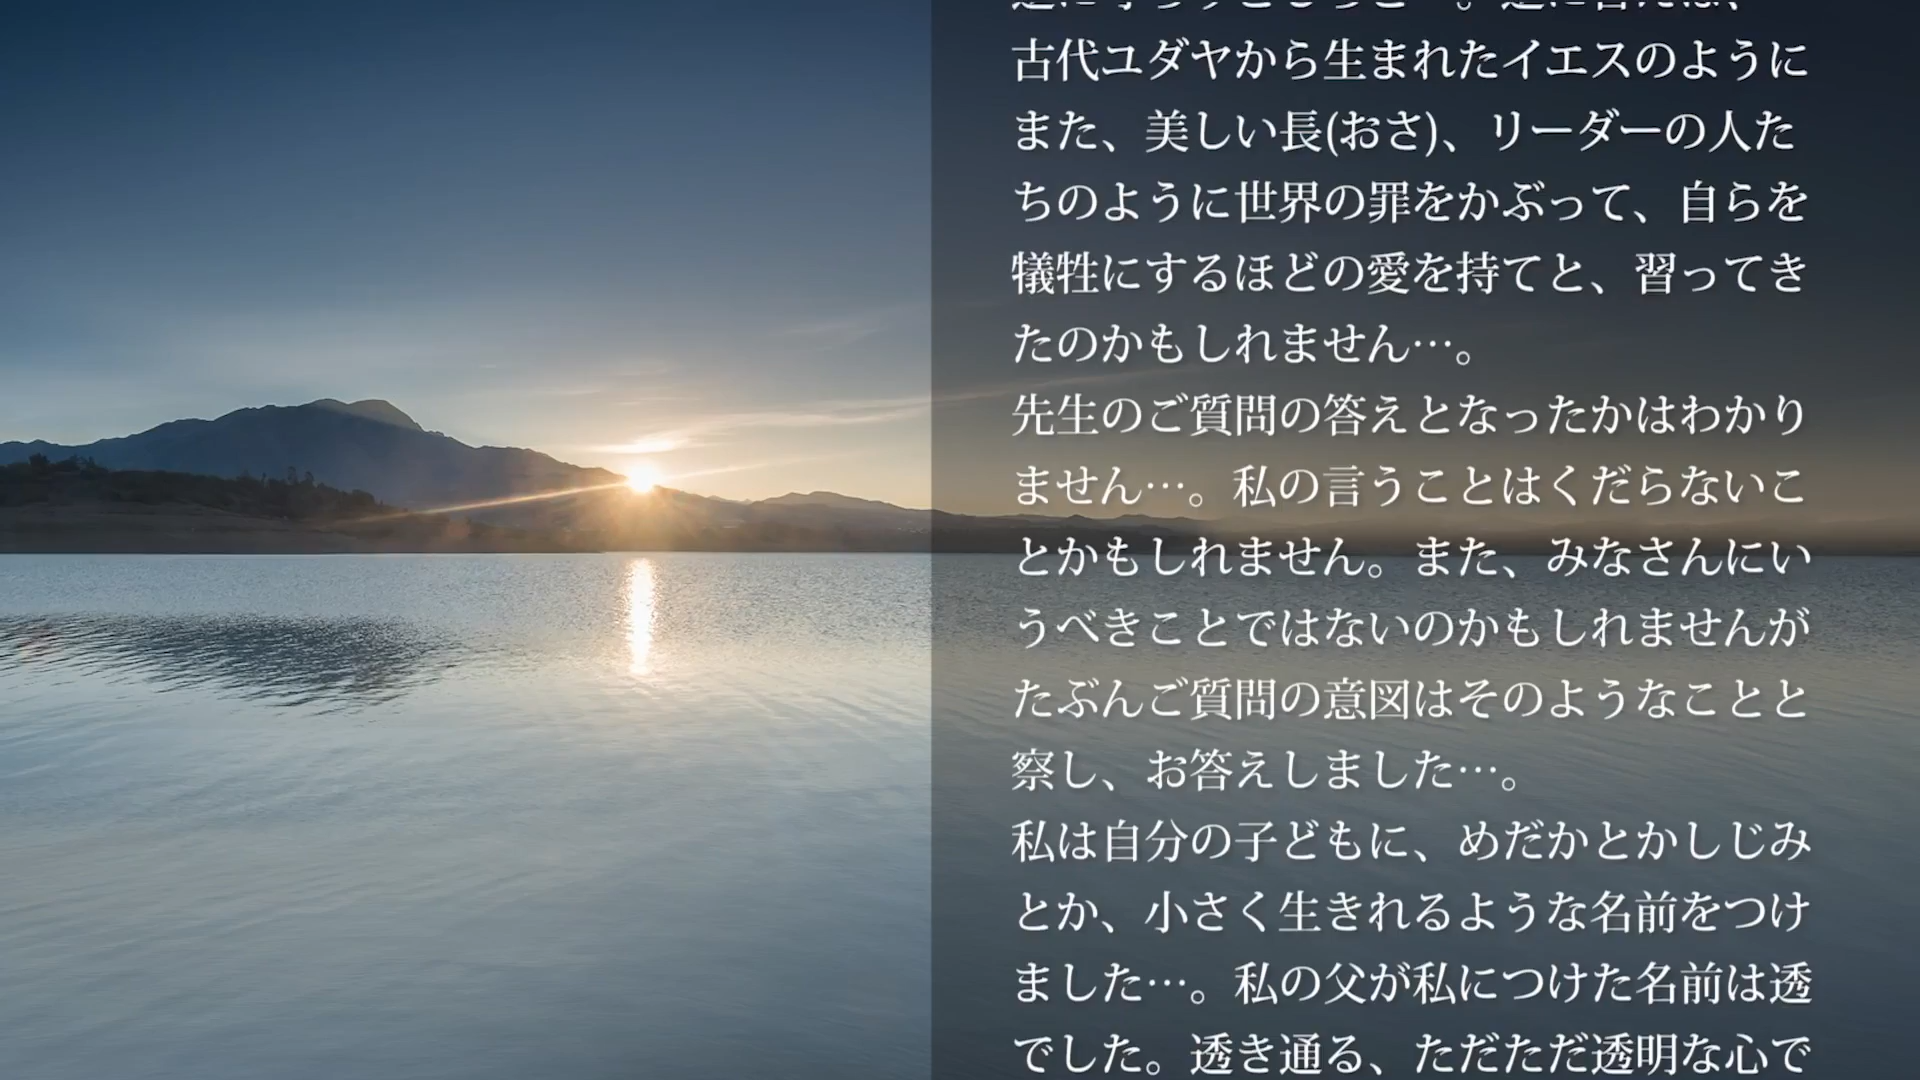 古代ユダヤから生まれたイエスのように
また、美しい長(おさ)、リーダーの人た
ちのように世界の罪をかぶって、自らを
犠牲にするほどの愛を持てと、習ってき
たのかもしれません…。
先生のご質問の答えとなったかはわかり
ません…。私の言うことはくだらないこ
とかもしれません。また、みなさんにい
うべきことではないのかもしれませんが
たぶんご質問の意図はそのようなことと
察し、お答えしました…。
私は自分の子どもに、めだかとかしじみ
とか、小さく生きれるような名前をつけ
ました…。私の父が私につけた名前は透
でした。透き通る、ただただ透明な心で